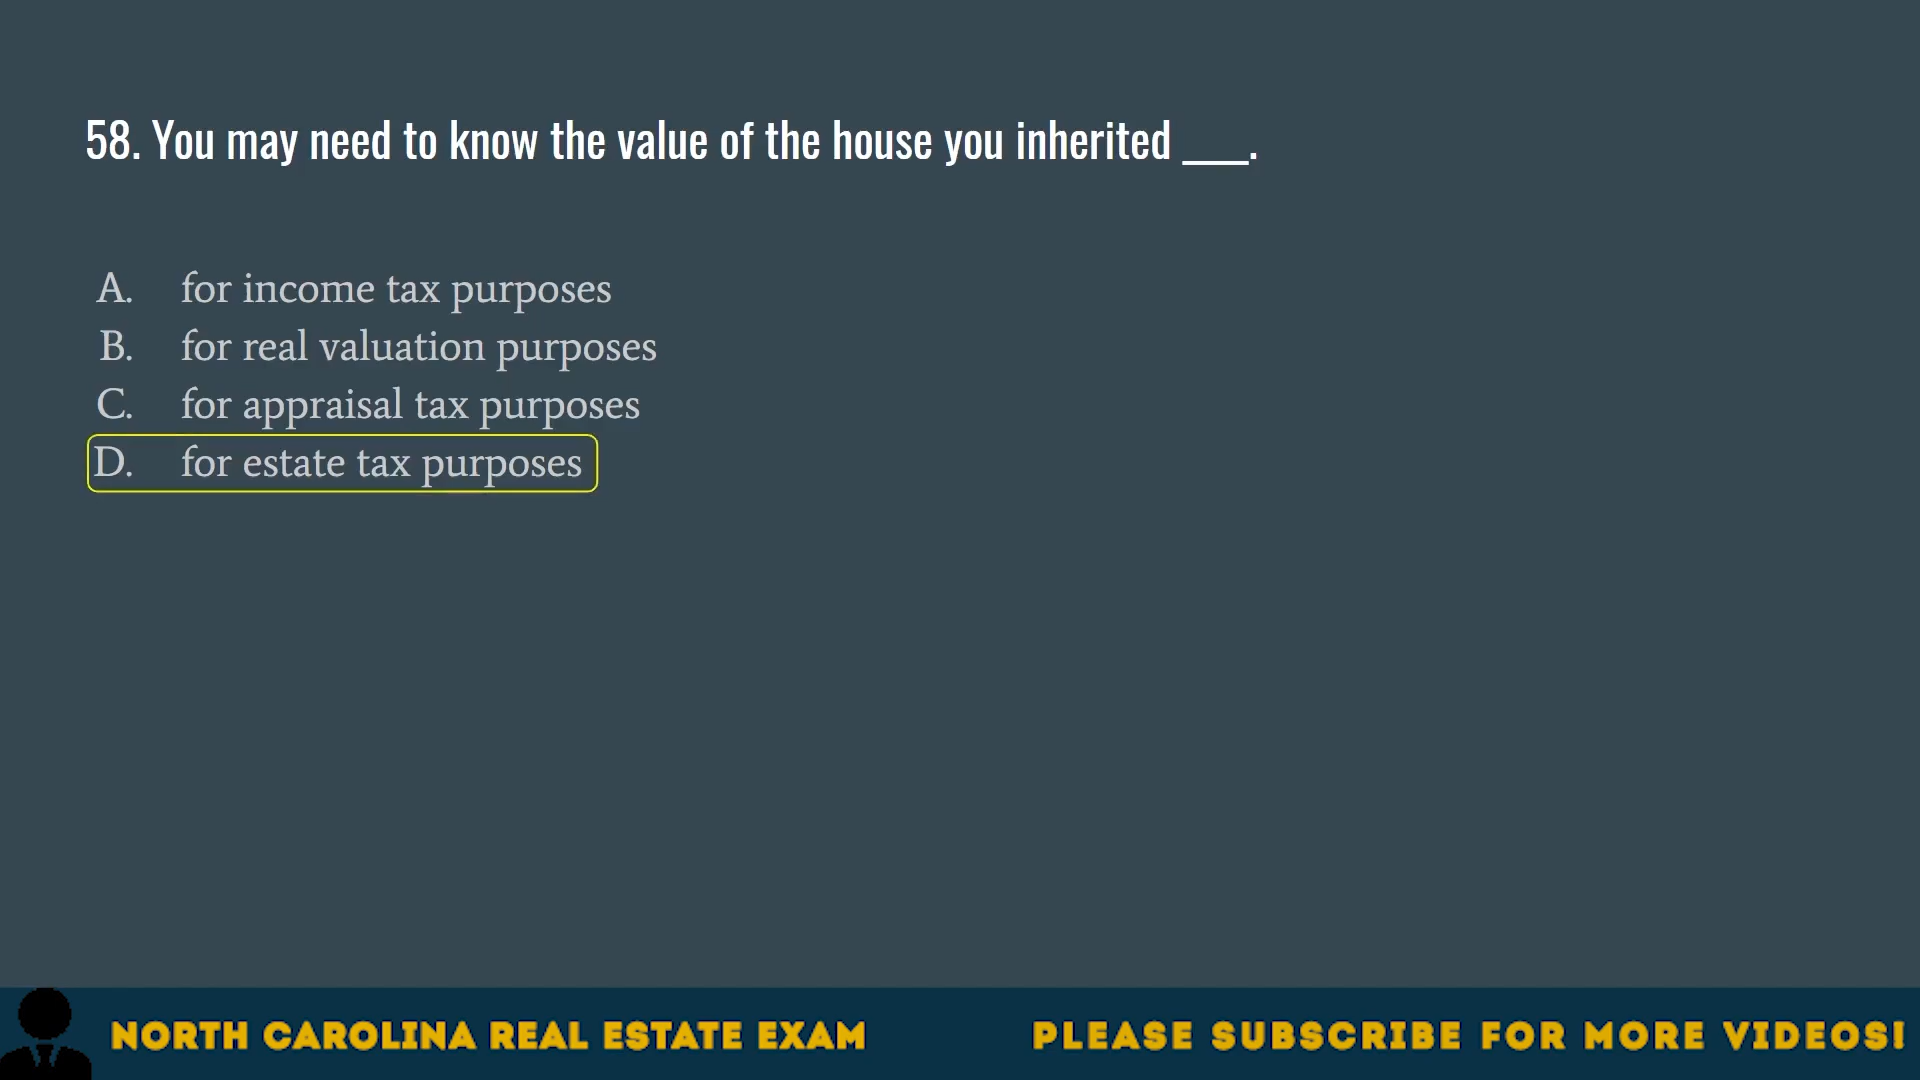 58. You may need to know the value of the house you inherited ____.
A. for income tax purposes
B. for real valuation purposes
C. for appraisal tax purposes
D. for estate tax purposes
NORTH CAROLINA REAL ESTATE EXAM
PLEASE SUBSCRIBE FOR MORE VIDEOS!